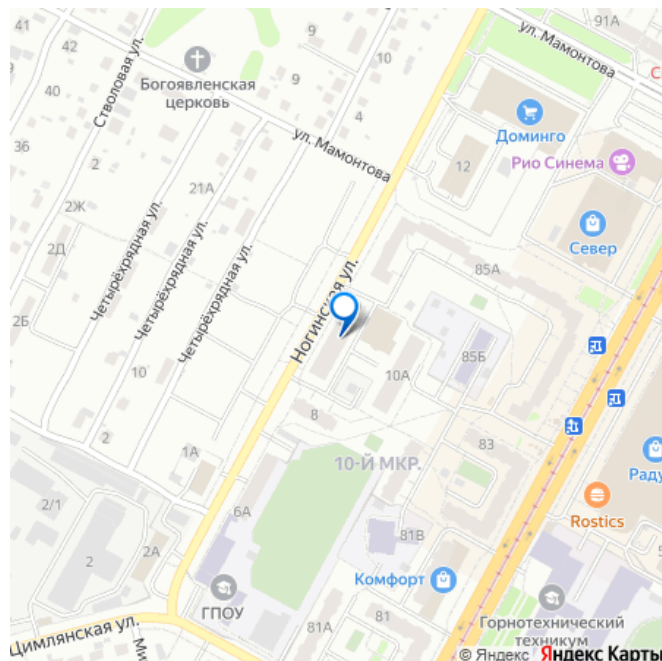 41
42
40
36
Стволовая ул.
2
2Ж
2Д
2Б
Богоявленская
церковь
9
9
10
4
21А
ул. Мамонтова
ул. Мамонтова
91А
Доминго
12
Рио Синема
Север
Четырёхрядная ул.
Четырёхрядная ул.
Четырёхрядная ул.
Ногинская ул.
85А
85Б
10А
10
8
2
1А
83
10-Й МКР.
Раду
Rostics
6А
2/1
2
2А
81В
Комфорт
ГПОУ
81
81А
Горнотехнический
техникум
Цимлянская ул.
Ми
5
С
© Яндекс Яндекс Карты